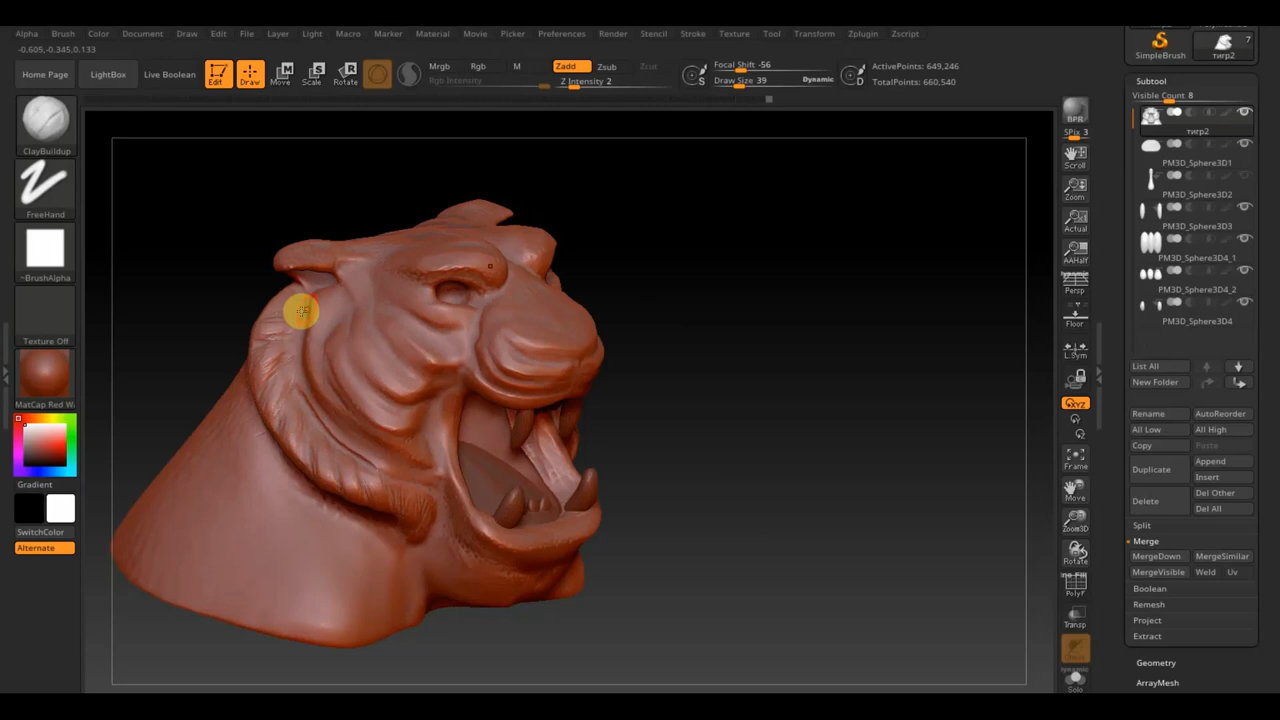 Alpha Brush Color Document Draw Edit File Layer Light Macro Marker Material Movie Picker Preferences Render Stencil Stroke Texture Tool Transform Zplugin Zscript
-0.605,-0.345,0.133
Home Page LightBox Live Boolean Edit Draw Move Scale Rotate
Mrgb Rgb M Zadd Zsub Zcut
Rgb Intensity Z Intensity 2
Focal Shift -56
Draw Size 39 Dynamic
S D
ActivePoints: 649,246
TotalPoints: 660,540
ClayBuildup
FreeHand
~BrushAlpha
Texture Off
MatCap Red W
Gradient
SwitchColor
Alternate
BPR
SPix 3
Scroll
Zoom
Actual
AAHalf
Dynamic
Persp
Floor
L.Sym
XYZ
Frame
Move
Zoom3D
Rotate
Line Fill
PolyF
Transp
Ghost
Dynamic
Solo
SimpleBrush тигр2
7
Subtool
Visible Count 8
тигр2
PM3D_Sphere3D1
PM3D_Sphere3D2
PM3D_Sphere3D3
PM3D_Sphere3D4_1
PM3D_Sphere3D4_2
PM3D_Sphere3D4
List All
New Folder
Rename AutoReorder
All Low All High
Copy Paste
Duplicate Append
Insert
Delete Del Other
Del All
Split
Merge
MergeDown MergeSimilar
MergeVisible Weld Uv
Boolean
Remesh
Project
Extract
Geometry
ArrayMesh